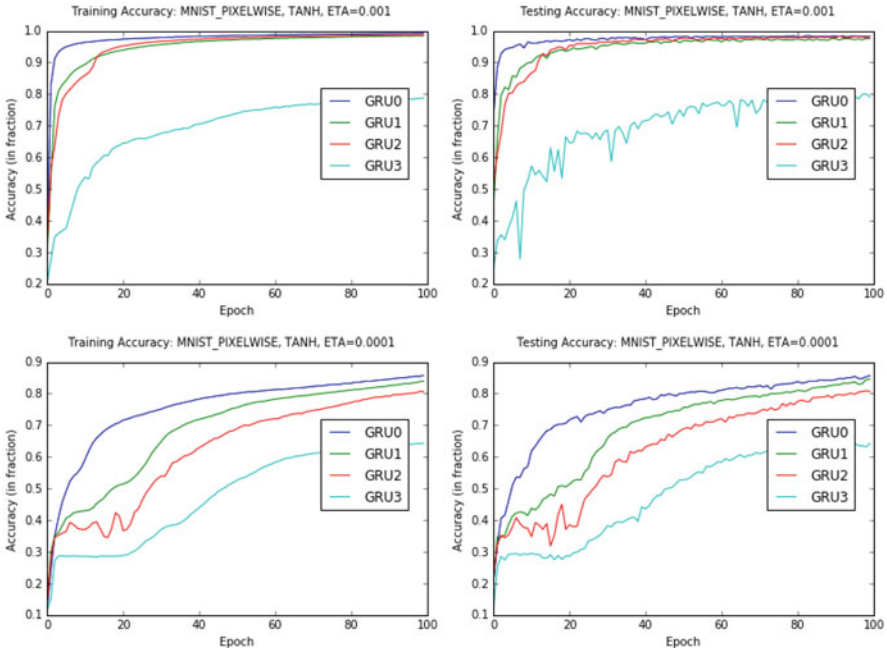 Training Accuracy: MNIST_PIXELWISE, TANH, ETA=0.001
1.0
0.9
0.8
0.7
0.6
0.5
0.4
0.3
0.2
Accuracy (in fraction)
GRU0
GRU1
GRU2
GRU3
0 20 40 60 80 100
Epoch
Testing Accuracy: MNIST_PIXELWISE, TANH, ETA=0.001
1.0
0.9
0.8
0.7
0.6
0.5
0.4
0.3
0.2
Accuracy (in fraction)
GRU0
GRU1
GRU2
GRU3
0 20 40 60 80 100
Epoch
Training Accuracy: MNIST_PIXELWISE, TANH, ETA=0.0001
0.9
0.8
0.7
0.6
0.5
0.4
0.3
0.2
0.1
Accuracy (in fraction)
GRU0
GRU1
GRU2
GRU3
0 20 40 60 80 100
Epoch
Testing Accuracy: MNIST_PIXELWISE, TANH, ETA=0.0001
0.9
0.8
0.7
0.6
0.5
0.4
0.3
0.2
0.1
Accuracy (in fraction)
GRU0
GRU1
GRU2
GRU3
0 20 40 60 80 100
Epoch